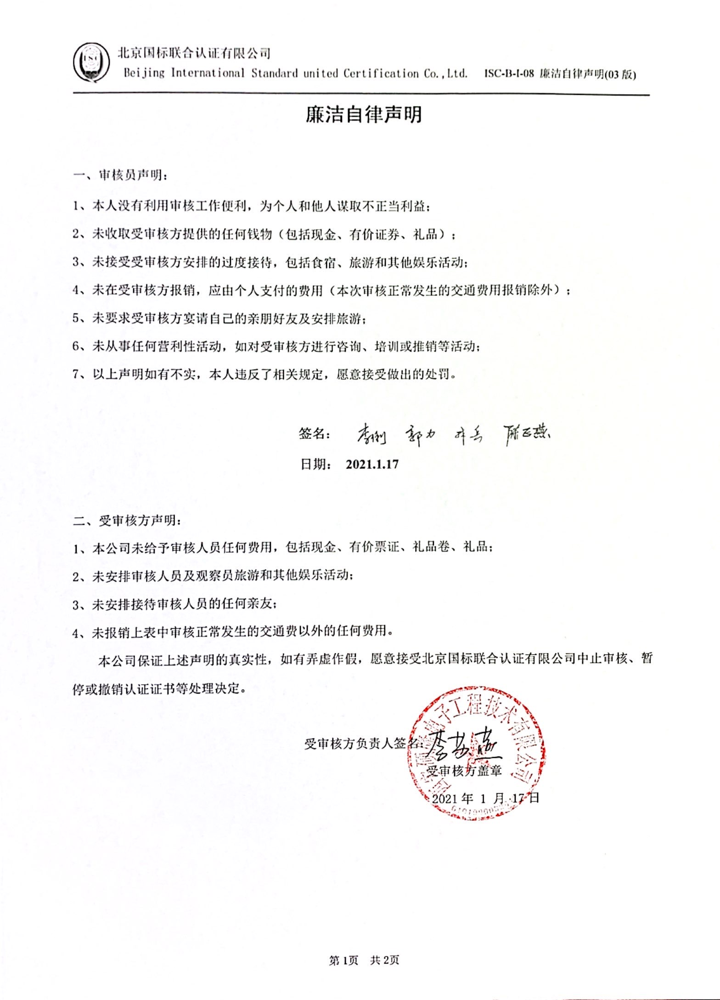 ISC
北京国标联合认证有限公司
Beijing International Standard united Certification Co.,Ltd. ISC-B-I-08 廉洁自律声明(03 版)
廉洁自律声明
一、审核员声明：
1、本人没有利用审核工作便利，为个人和他人谋取不正当利益；
2、未收取受审核方提供的任何钱物（包括现金、有价证券、礼品）；
3、未接受受审核方安排的过度接待，包括食宿、旅游和其他娱乐活动；
4、未在受审核方报销，应由个人支付的费用（本次审核正常发生的交通费用报销除外）；
5、未要求受审核方宴请自己的亲朋好友及安排旅游；
6、未从事任何营利性活动，如对受审核方进行咨询、培训或推销等活动；
7、以上声明如有不实，本人违反了相关规定，愿意接受做出的处罚。
签名： 郭力
日期： 2021.1.17
二、受审核方声明：
1、本公司未给予审核人员任何费用，包括现金、有价票证、礼品卷、礼品；
2、未安排审核人员及观察员旅游和其他娱乐活动；
3、未安排接待审核人员的任何亲友；
4、未报销上表中审核正常发生的交通费以外的任何费用。
本公司保证上述声明的真实性，如有弄虚作假，愿意接受北京国标联合认证有限公司中止审核、暂
停或撤销认证证书等处理决定。
电子工程技术有限公司
受审核方负责人签名：李苏燕
受审核方盖章
2021 年 1 月 17 日
第 1页 共 2页